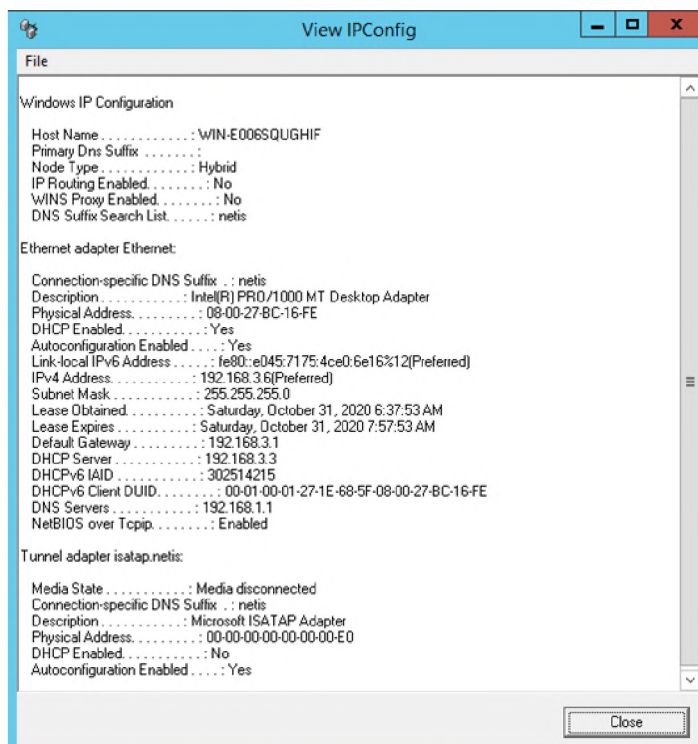 View IPConfig
File
Windows IP Configuration
Host Name . . . . . . . . . . . . : WIN-E006SQUGHIF
Primary Dns Suffix  . . . . . . . :
Node Type . . . . . . . . . . . . : Hybrid
IP Routing Enabled. . . . . . . . : No
WINS Proxy Enabled. . . . . . . . : No
DNS Suffix Search List. . . . . . : netis
Ethernet adapter Ethernet:
Connection-specific DNS Suffix  . : netis
Description . . . . . . . . . . . : Intel(R) PRO/1000 MT Desktop Adapter
Physical Address. . . . . . . . . : 08-00-27-BC-16-FE
DHCP Enabled. . . . . . . . . . . : Yes
Autoconfiguration Enabled . . . . : Yes
Link-local IPv6 Address . . . . . : fe80::e045:7175:4ce0:6e16%12(Preferred)
IPv4 Address. . . . . . . . . . . : 192.168.3.6(Preferred)
Subnet Mask . . . . . . . . . . . : 255.255.255.0
Lease Obtained. . . . . . . . . . : Saturday, October 31, 2020 6:37:53 AM
Lease Expires . . . . . . . . . . : Saturday, October 31, 2020 7:57:53 AM
Default Gateway . . . . . . . . . : 192.168.3.1
DHCP Server . . . . . . . . . . . : 192.168.3.3
DHCPv6 IAID . . . . . . . . . . . : 302514215
DHCPv6 Client DUID. . . . . . . . : 00-01-00-01-27-1E-68-5F-08-00-27-BC-16-FE
DNS Servers . . . . . . . . . . . : 192.168.1.1
NetBIOS over Tcpip. . . . . . . . : Enabled
Tunnel adapter isatap.netis:
Media State . . . . . . . . . . . : Media disconnected
Connection-specific DNS Suffix  . : netis
Description . . . . . . . . . . . : Microsoft ISATAP Adapter
Physical Address. . . . . . . . . : 00-00-00-00-00-00-00-E0
DHCP Enabled. . . . . . . . . . . : No
Autoconfiguration Enabled . . . . : Yes
Close